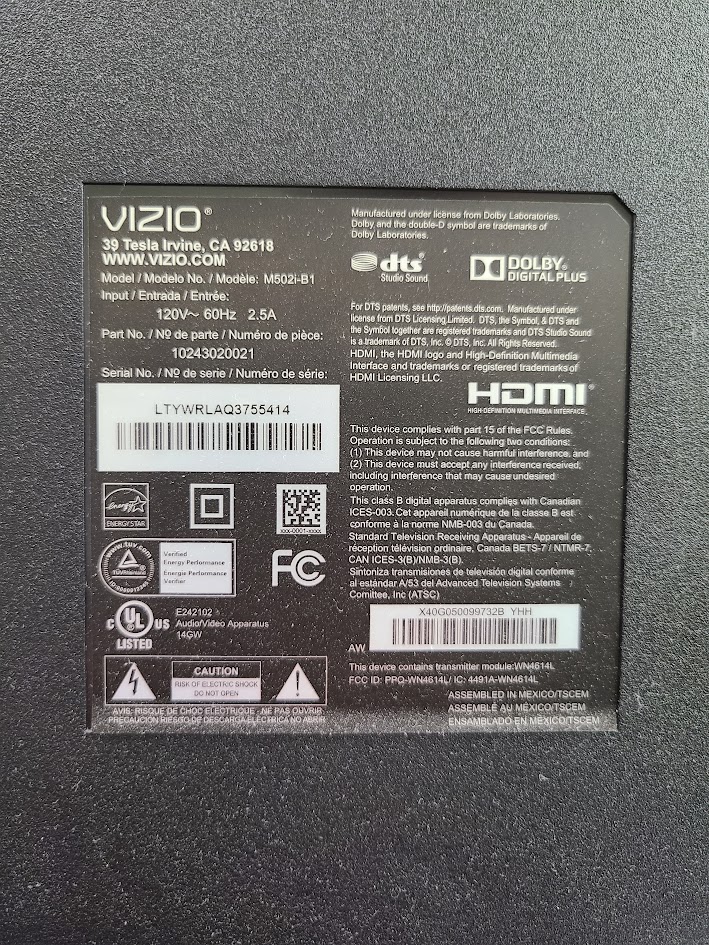 VIZIO®
39 Tesla Irvine, CA 92618
WWW.VIZIO.COM
Model / Modelo No. / Modèle: M502i-B1
Input / Entrada / Entrée:
120V~ 60Hz 2.5A
Part No. / Nº de parte / Numéro de pièce:
10243020021
Serial No. / Nº de serie / Numéro de série:
LTYWRLAQ3755414
energy
ENERGY STAR
xxx-0001-xxxx
www.tuv.com
TÜVRheinland
Verified
Energy Performance
Energie Performance
Verifier
FC
C UL US
LISTED
E242102
Audio/Video Apparatus
14GW
CAUTION
RISK OF ELECTRIC SHOCK
DO NOT OPEN
AVIS: RISQUE DE CHOC ELECTRIQUE - NE PAS OUVRIR
PRECAUCION RIESGO DE DESCARGA ELECTRICA NO ABRIR
Manufactured under license from Dolby Laboratories.
Dolby and the double-D symbol are trademarks of
Dolby Laboratories.
dts
Studio Sound
DOLBY®
DIGITAL PLUS
For DTS patents, see http://patents.dts.com. Manufactured under
license from DTS Licensing Limited. DTS, the Symbol, & DTS and
the Symbol together are registered trademarks and DTS Studio Sound
is a trademark of DTS, Inc. © DTS, Inc. All Rights Reserved.
HDMI, the HDMI logo and High-Definition Multimedia
Interface and trademarks or registered trademarks of
HDMI Licensing LLC.
HDMI®
HIGH-DEFINITION MULTIMEDIA INTERFACE
This device complies with part 15 of the FCC Rules.
Operation is subject to the following two conditions:
(1) This device may not cause harmful interference, and
(2) This device must accept any interference received,
including interference that may cause undesired
operation.
This class B digital apparatus complies with Canadian
ICES-003. Cet appareil numérique de la classe B est
conforme à la norme NMB-003 du Canada.
Standard Television Receiving Apparatus - Appareil de
réception télévision ordinaire, Canada BETS-7 / NTMR-7,
CAN ICES-3(B)/NMB-3(B).
Sintoniza transmisiones de televisión digital conforme
al estándar A/53 del Advanced Television Systems
Comittee, Inc (ATSC)
X40G050099732B YHH
AW
This device contains transmitter module:WN4614L
FCC ID: PPQ-WN4614L/ IC: 4491A-WN4614L
ASSEMBLED IN MEXICO/TSCEM
ASSEMBLÉ AU MEXICO/TSCEM
ENSAMBLADO EN MÉXICO/TSCEM